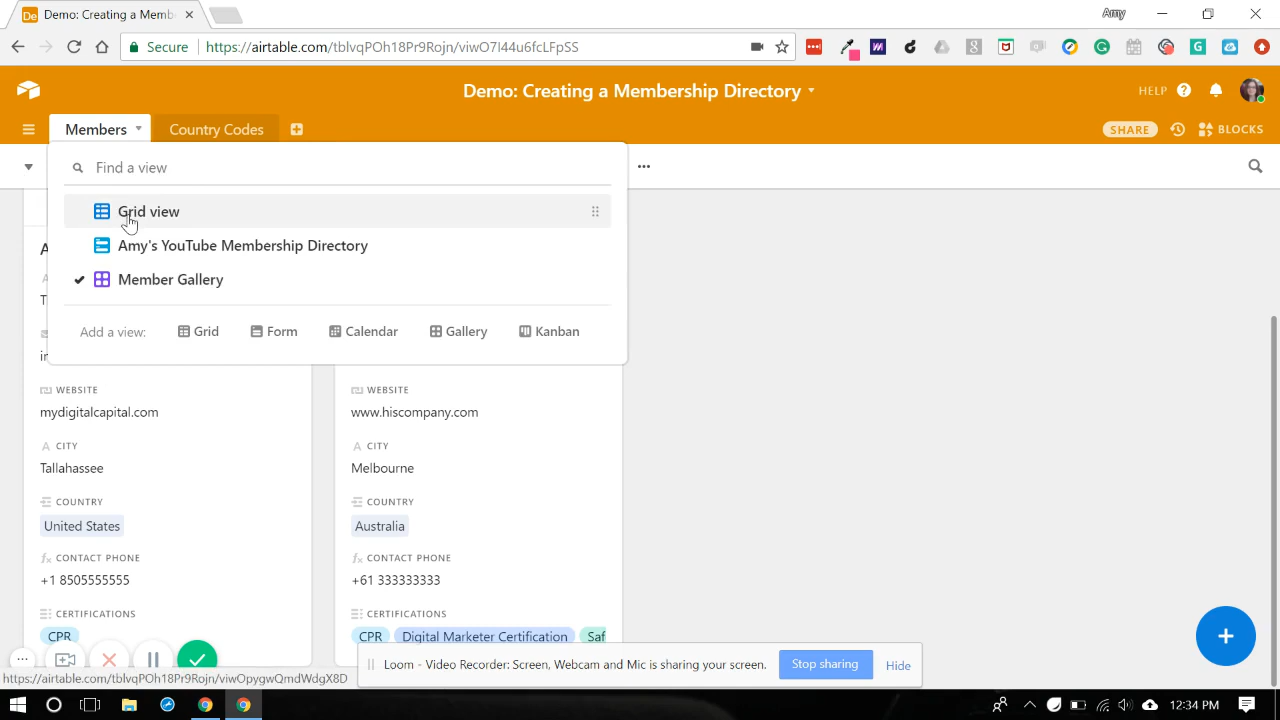 De
Demo: Creating a Memb
Amy
Secure
https://airtable.com/tblvqPOh18Pr9Rojn/viwO7l44u6fcLFpSS
Demo: Creating a Membership Directory
HELP
Members
Country Codes
SHARE
BLOCKS
Find a view
Grid view
Amy's YouTube Membership Directory
Member Gallery
Add a view:
Grid
Form
Calendar
Gallery
Kanban
WEBSITE
WEBSITE
mydigitalcapital.com
www.hiscompany.com
CITY
CITY
Tallahassee
Melbourne
COUNTRY
COUNTRY
United States
Australia
CONTACT PHONE
CONTACT PHONE
+1 8505555555
+61 333333333
CERTIFICATIONS
CERTIFICATIONS
CPR
CPR
Digital Marketer Certification
Saf
Loom - Video Recorder: Screen, Webcam and Mic is sharing your screen.
Stop sharing
Hide
https://airtable.com/tblvqPOh18Pr9Rojn/viwOpygwQmdWdgX8D
12:34 PM